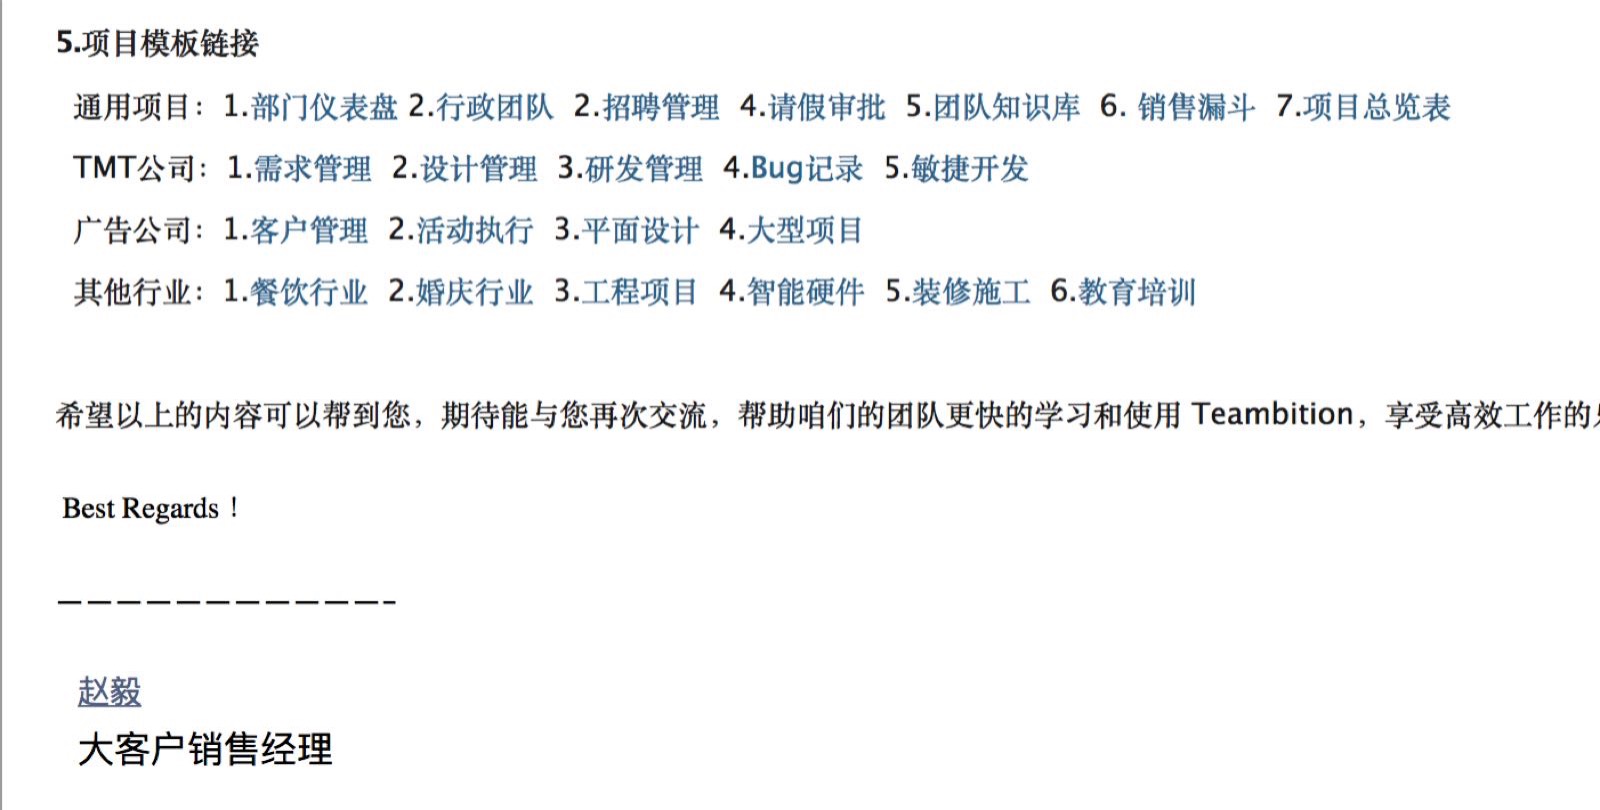 5.项目模板链接
通用项目：1.部门仪表盘 2.行政团队 2.招聘管理 4.请假审批 5.团队知识库 6. 销售漏斗 7.项目总览表
TMT公司：1.需求管理 2.设计管理 3.研发管理 4.Bug记录 5.敏捷开发
广告公司：1.客户管理 2.活动执行 3.平面设计 4.大型项目
其他行业：1.餐饮行业 2.婚庆行业 3.工程项目 4.智能硬件 5.装修施工 6.教育培训
希望以上的内容可以帮到您，期待能与您再次交流，帮助咱们的团队更快的学习和使用 Teambition，享受高效工作的
Best Regards！
————————————-
赵毅
大客户销售经理